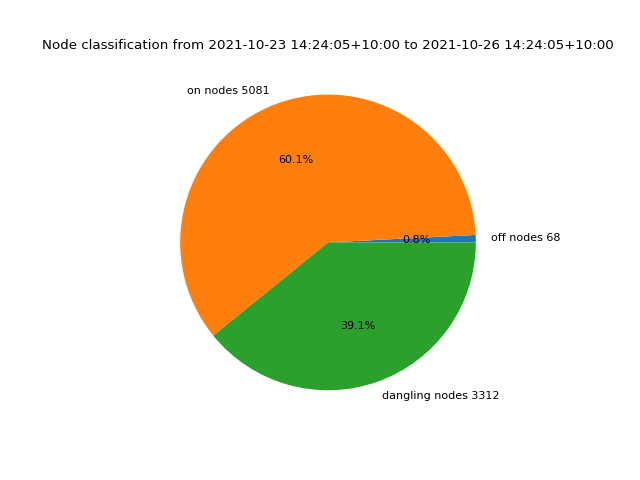 Node classification from 2021-10-23 14:24:05+10:00 to 2021-10-26 14:24:05+10:00
on nodes 5081
60.1%
0.8%
off nodes 68
39.1%
dangling nodes 3312